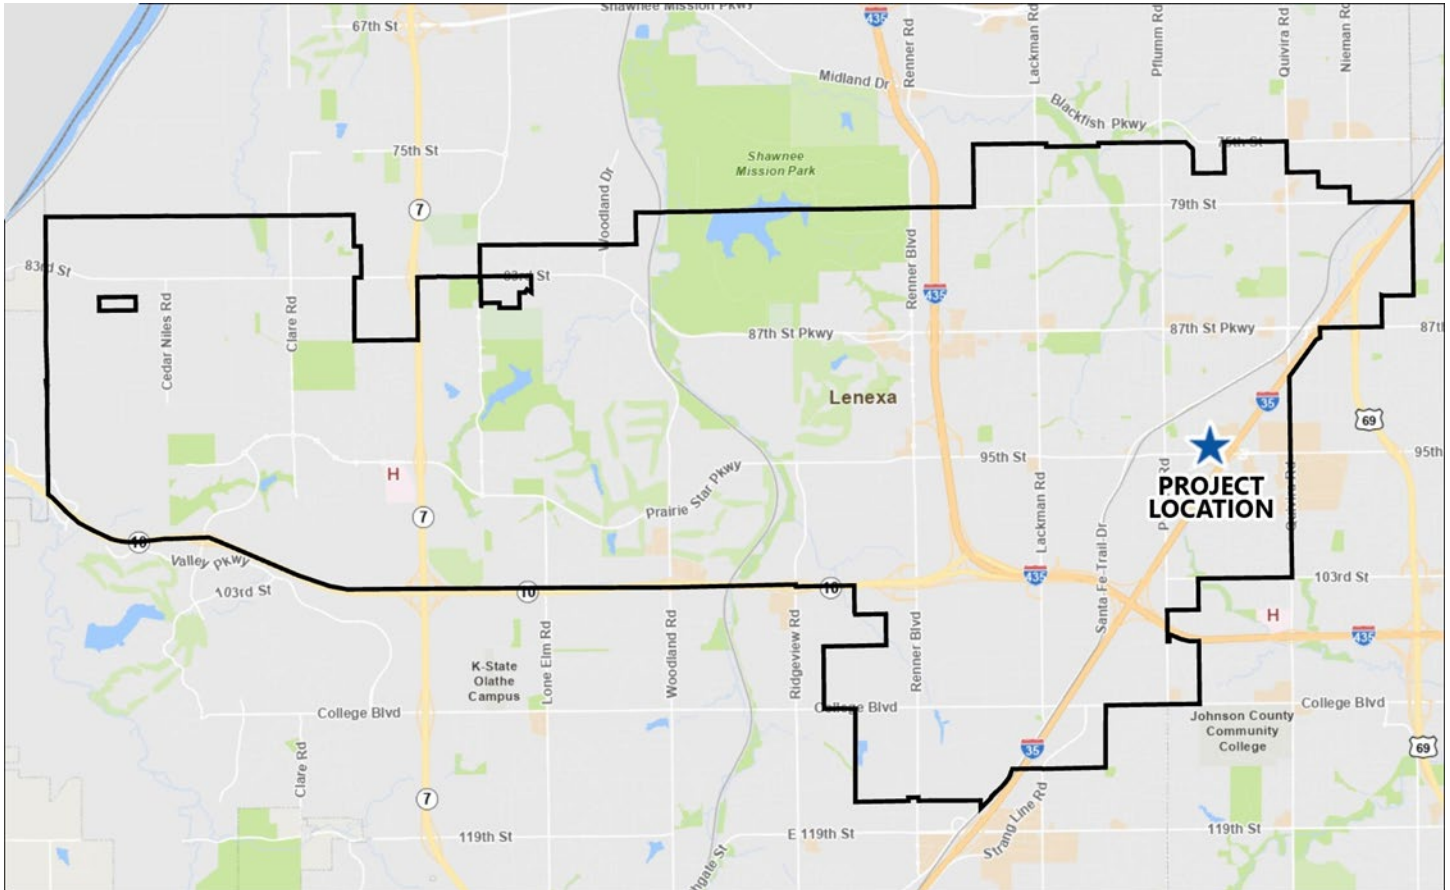 Shawnee Mission Pkwy
67th St
435
Renner Rd
Lackman Rd
Pflumm Rd
Quivira Rd
Nieman Rd
Midland Dr
Blackfish Pkwy
75th St
75th St
Shawnee
Mission Park
Woodland Dr
7
79th St
83rd St
83rd St
Renner Blvd
435
Cedar Niles Rd
Clare Rd
87th St Pkwy
87th St Pkwy
87th
Lenexa
35
69
95th St
95th
PROJECT
LOCATION
H
Prairie Star Pkwy
Lackman Rd
Quivira Rd
7
10
Valley Pkwy
103rd St
10
10
435
Santa Fe Trail Dr
103rd St
H
435
K-State
Olathe
Campus
Lone Elm Rd
Woodland Rd
Ridgeview Rd
Renner Blvd
College Blvd
College Blvd
College Blvd
Johnson County
Community
College
Clare Rd
35
69
7
Strang Line Rd
119th St
E 119th St
119th St